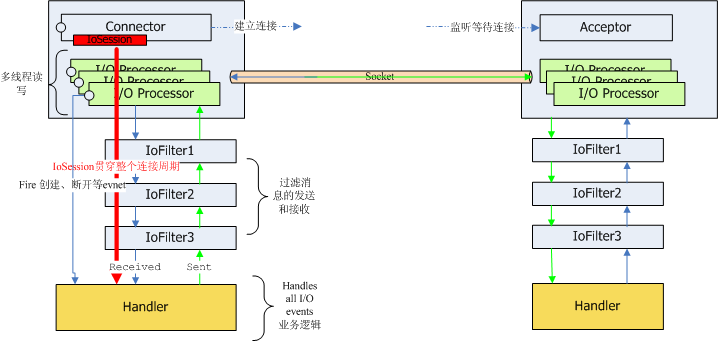 Connector
IoSession
建立连接
监听等待连接
Acceptor
多线程读
写
I/O Processor
I/O Processor
I/O Processor
Socket
I/O Processor
I/O Processor
I/O Processor
IoFilter1
IoSession贯穿整个连接周期
Fire 创建、断开等evnet
IoFilter2
IoFilter3
过滤消
息的发送
和接收
Received
Sent
Handler
Handles
all I/O
events
业务逻辑
IoFilter1
IoFilter2
IoFilter3
Handler